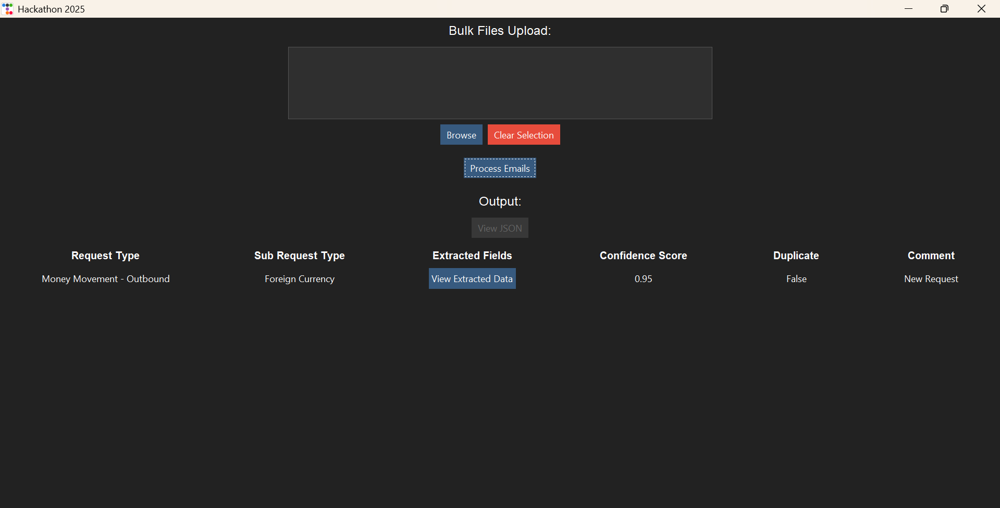 Hackathon 2025
Bulk Files Upload:
Browse Clear Selection
Process Emails
Output:
View JSON
Request Type Sub Request Type Extracted Fields Confidence Score Duplicate Comment
Money Movement - Outbound Foreign Currency View Extracted Data 0.95 False New Request